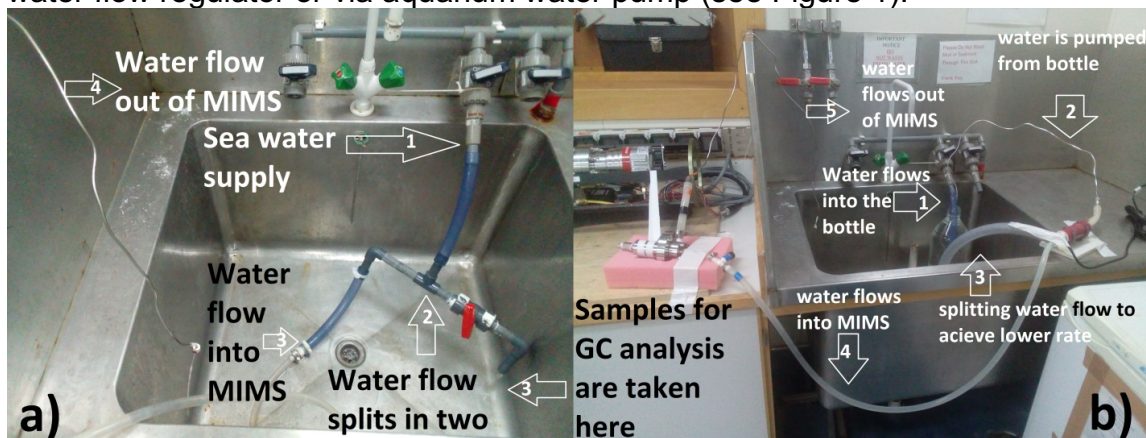 water flow regulator or via aquarium water pump (see Figure 1).
4
Water flow
out of MIMS
Sea water
supply
1
Water
flow
into
MIMS
3
2
Water flow
splits in two
3
a)
IMPORTANT
NOTICE
water
flows out
of MIMS
5
water is pumped
from bottle
2
Water flows
into the
bottle
1
3
splitting water flow to
acieve lower rate
water flows
into MIMS
4
Samples for
GC analysis
are taken
here
b)